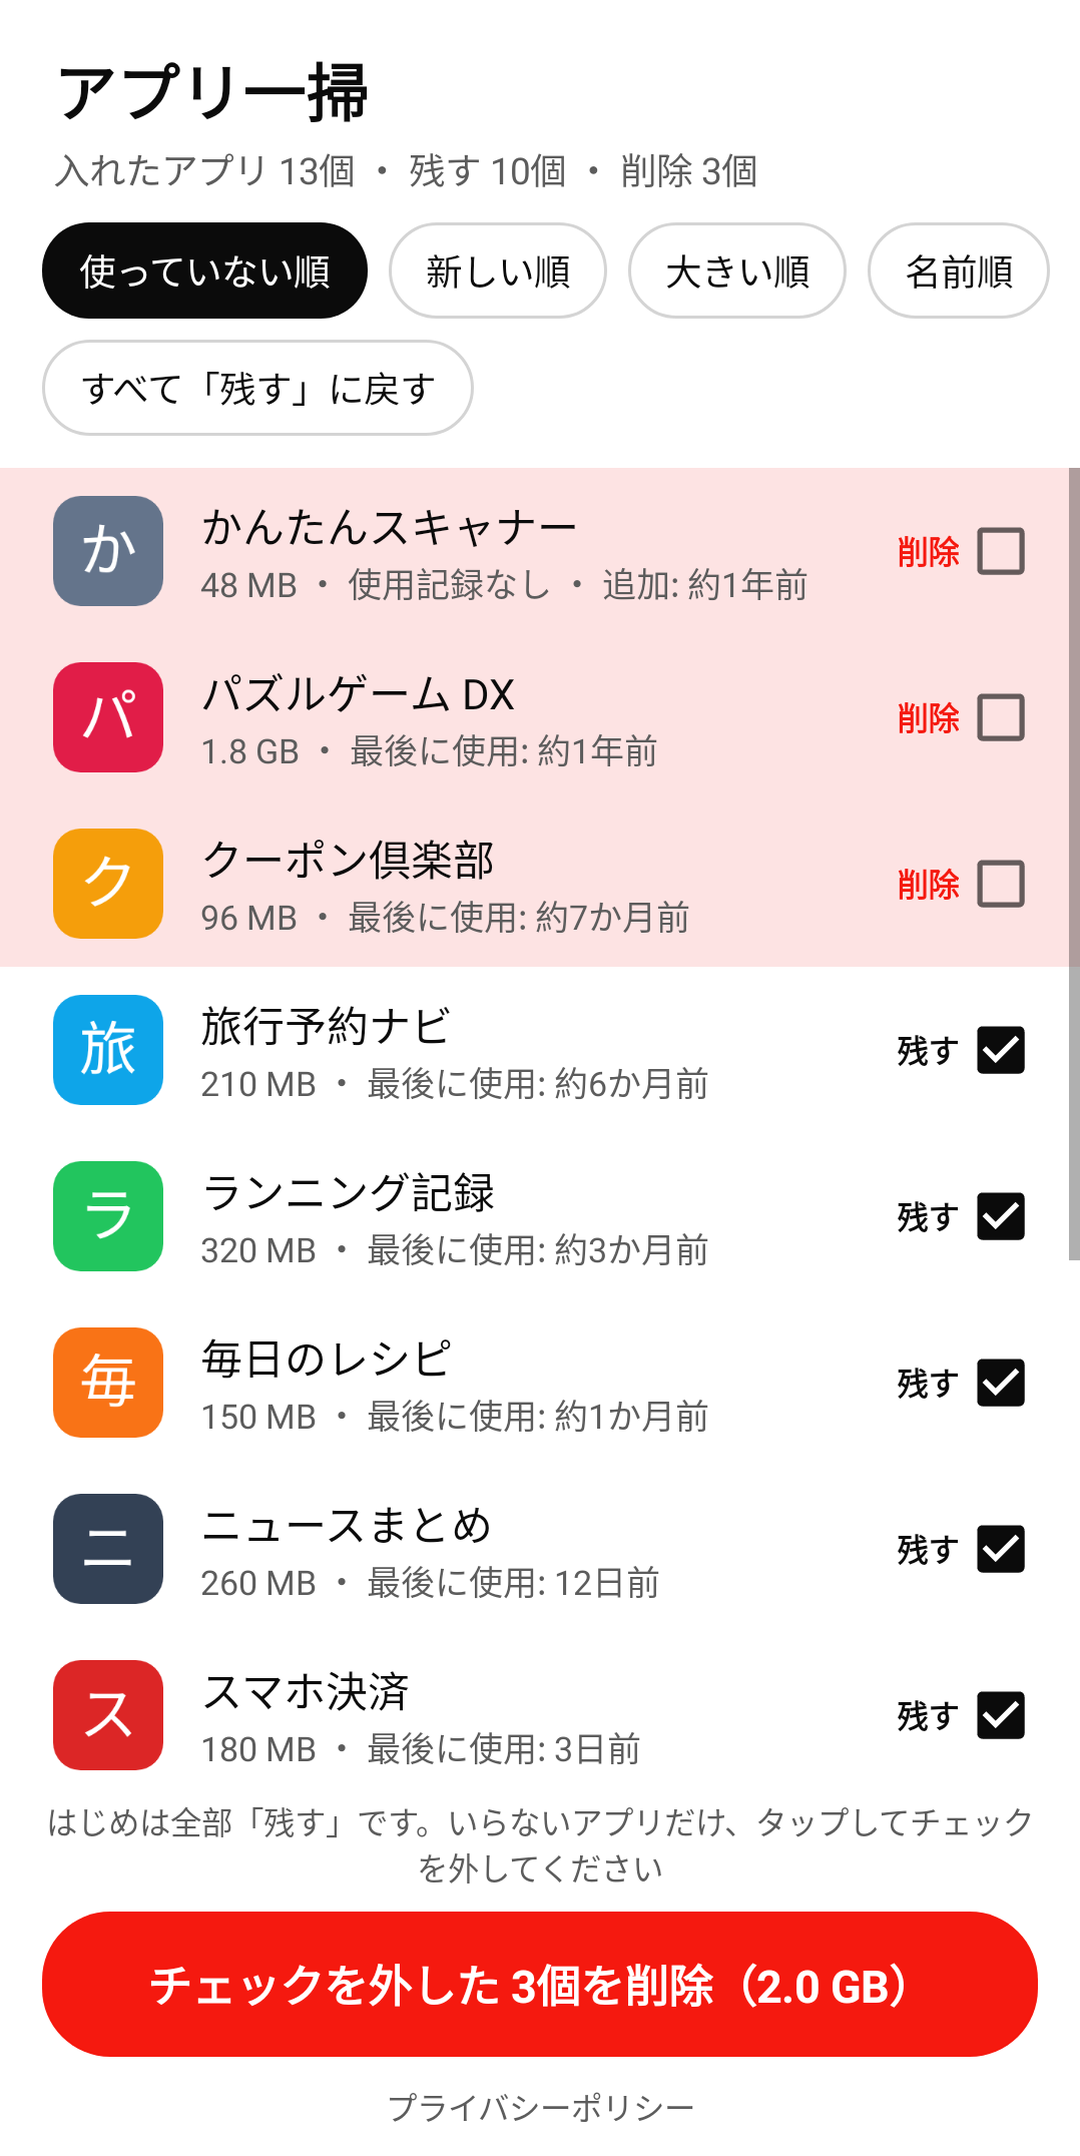 アプリ一掃
入れたアプリ 13個 ・ 残す 10個 ・ 削除 3個
使っていない順
新しい順
大きい順
名前順
すべて「残す」に戻す
か
かんたんスキャナー
48 MB ・ 使用記録なし ・ 追加: 約1年前
削除
パ
パズルゲーム DX
1.8 GB ・ 最後に使用: 約1年前
削除
ク
クーポン倶楽部
96 MB ・ 最後に使用: 約7か月前
削除
旅
旅行予約ナビ
210 MB ・ 最後に使用: 約6か月前
残す
ラ
ランニング記録
320 MB ・ 最後に使用: 約3か月前
残す
毎
毎日のレシピ
150 MB ・ 最後に使用: 約1か月前
残す
ニ
ニュースまとめ
260 MB ・ 最後に使用: 12日前
残す
ス
スマホ決済
180 MB ・ 最後に使用: 3日前
残す
はじめは全部「残す」です。いらないアプリだけ、タップしてチェック
を外してください
チェックを外した 3個を削除（2.0 GB）
プライバシーポリシー